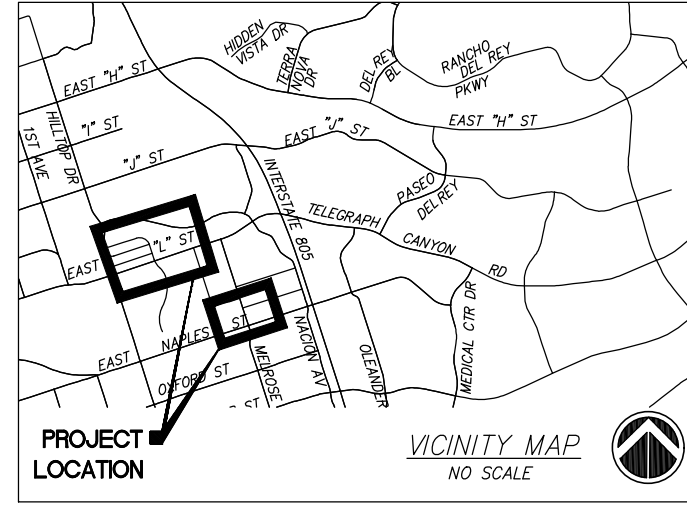 HIDDEN
VISTA DR
TERRA
NOVA
DR
DEL REY
BL
RANCHO
DEL REY
PKWY
EAST "H" ST
EAST "H" ST
1ST AVE
HILLTOP DR
"I" ST
"J" ST
EAST "J" ST
INTERSTATE 805
PASEO
DEL REY
TELEGRAPH
CANYON
RD
EAST "L" ST
EAST NAPLES ST
OXFORD ST
ST
MELROSE
NACION AV
OLEANDER
MEDICAL CTR DR
PROJECT
LOCATION
VICINITY MAP
NO SCALE